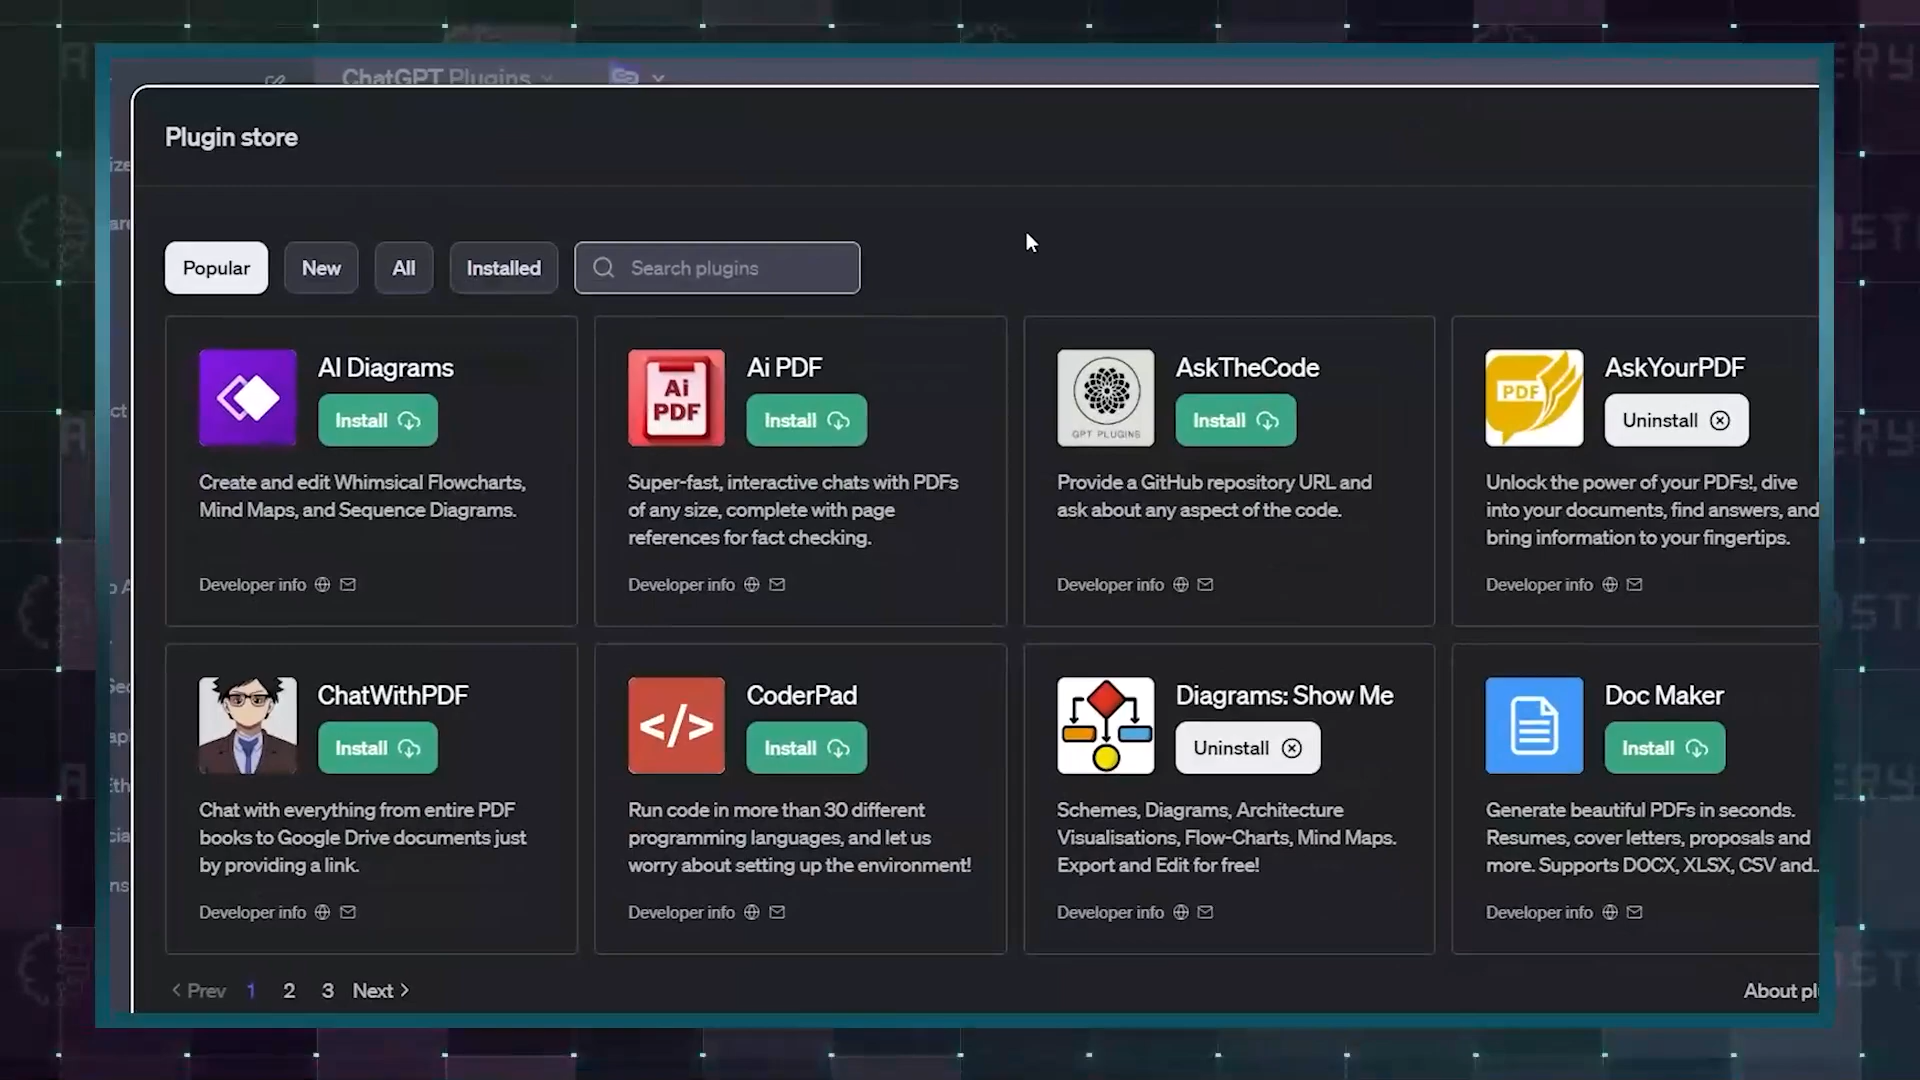 ChatGPT Plugins
Plugin store
Popular
New
All
Installed
Search plugins
AI Diagrams
Install
Create and edit Whimsical Flowcharts,
Mind Maps, and Sequence Diagrams.
Developer info
Ai
PDF
Ai PDF
Install
Super-fast, interactive chats with PDFs
of any size, complete with page
references for fact checking.
Developer info
GPT PLUGINS
AskTheCode
Install
Provide a GitHub repository URL and
ask about any aspect of the code.
Developer info
PDF
AskYourPDF
Uninstall
Unlock the power of your PDFs!, dive
into your documents, find answers, and
bring information to your fingertips.
Developer info
ChatWithPDF
Install
Chat with everything from entire PDF
books to Google Drive documents just
by providing a link.
Developer info
</>
CoderPad
Install
Run code in more than 30 different
programming languages, and let us
worry about setting up the environment!
Developer info
Diagrams: Show Me
Uninstall
Schemes, Diagrams, Architecture
Visualisations, Flow-Charts, Mind Maps.
Export and Edit for free!
Developer info
Doc Maker
Install
Generate beautiful PDFs in seconds.
Resumes, cover letters, proposals and
more. Supports DOCX, XLSX, CSV and..
Developer info
< Prev 1 2 3 Next >
About pl